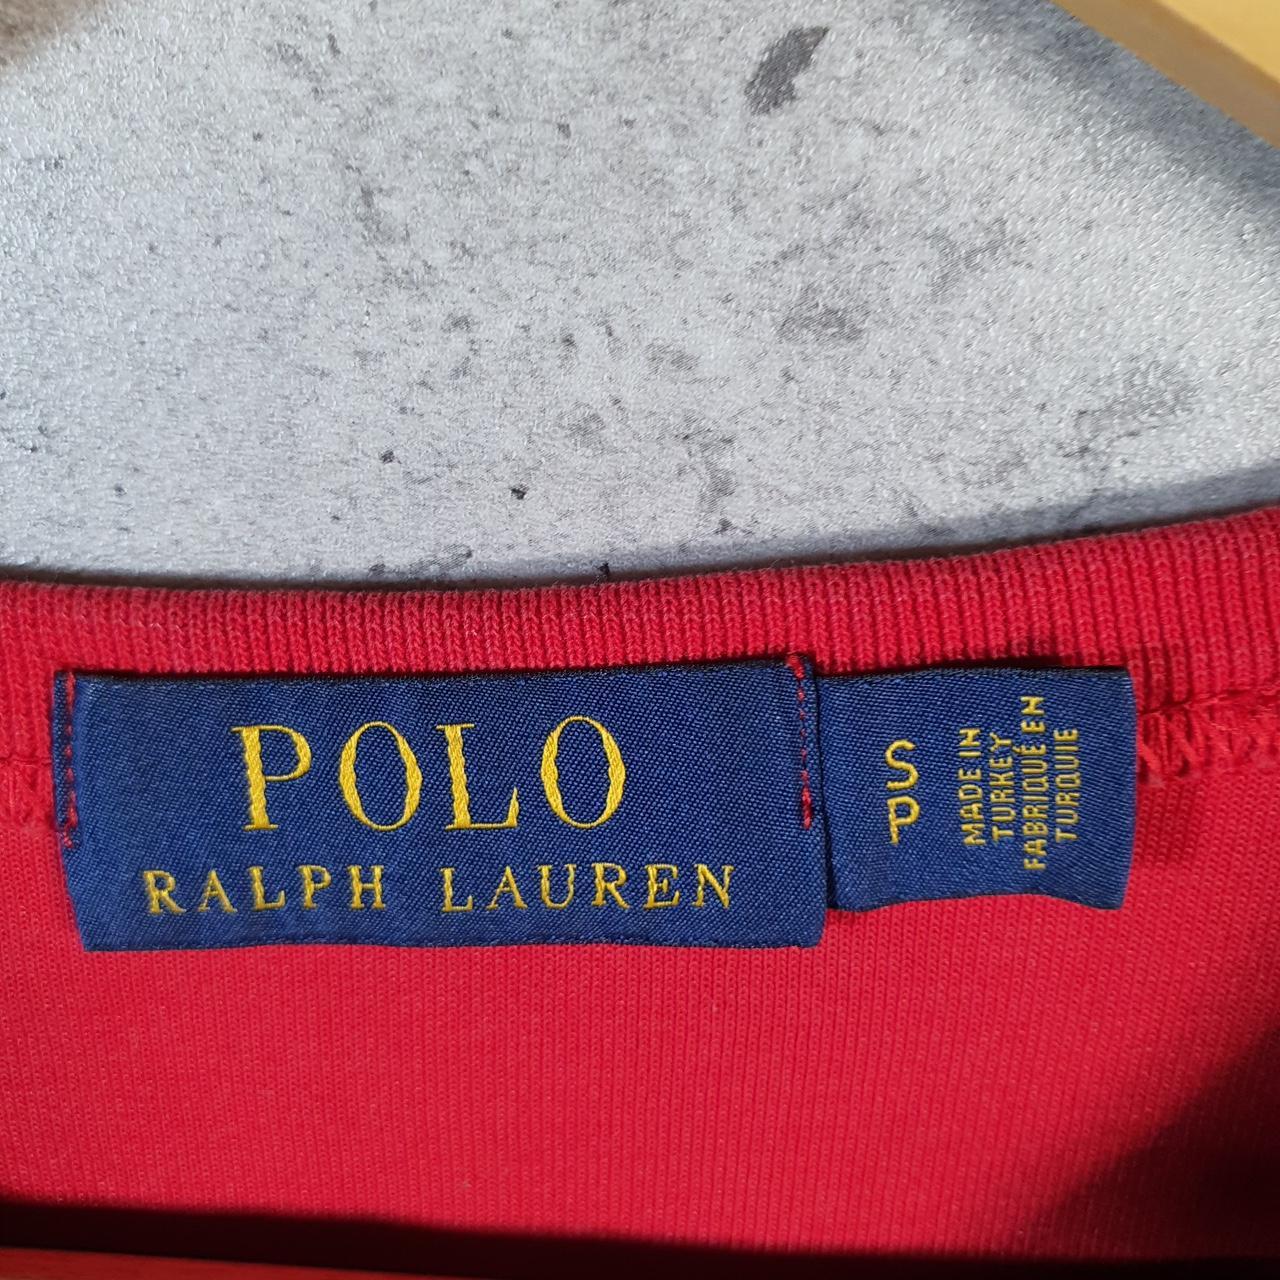 POLO
RALPH LAUREN
S
P
MADE IN
TURKEY
FABRIQUÉ EN
TURQUIE